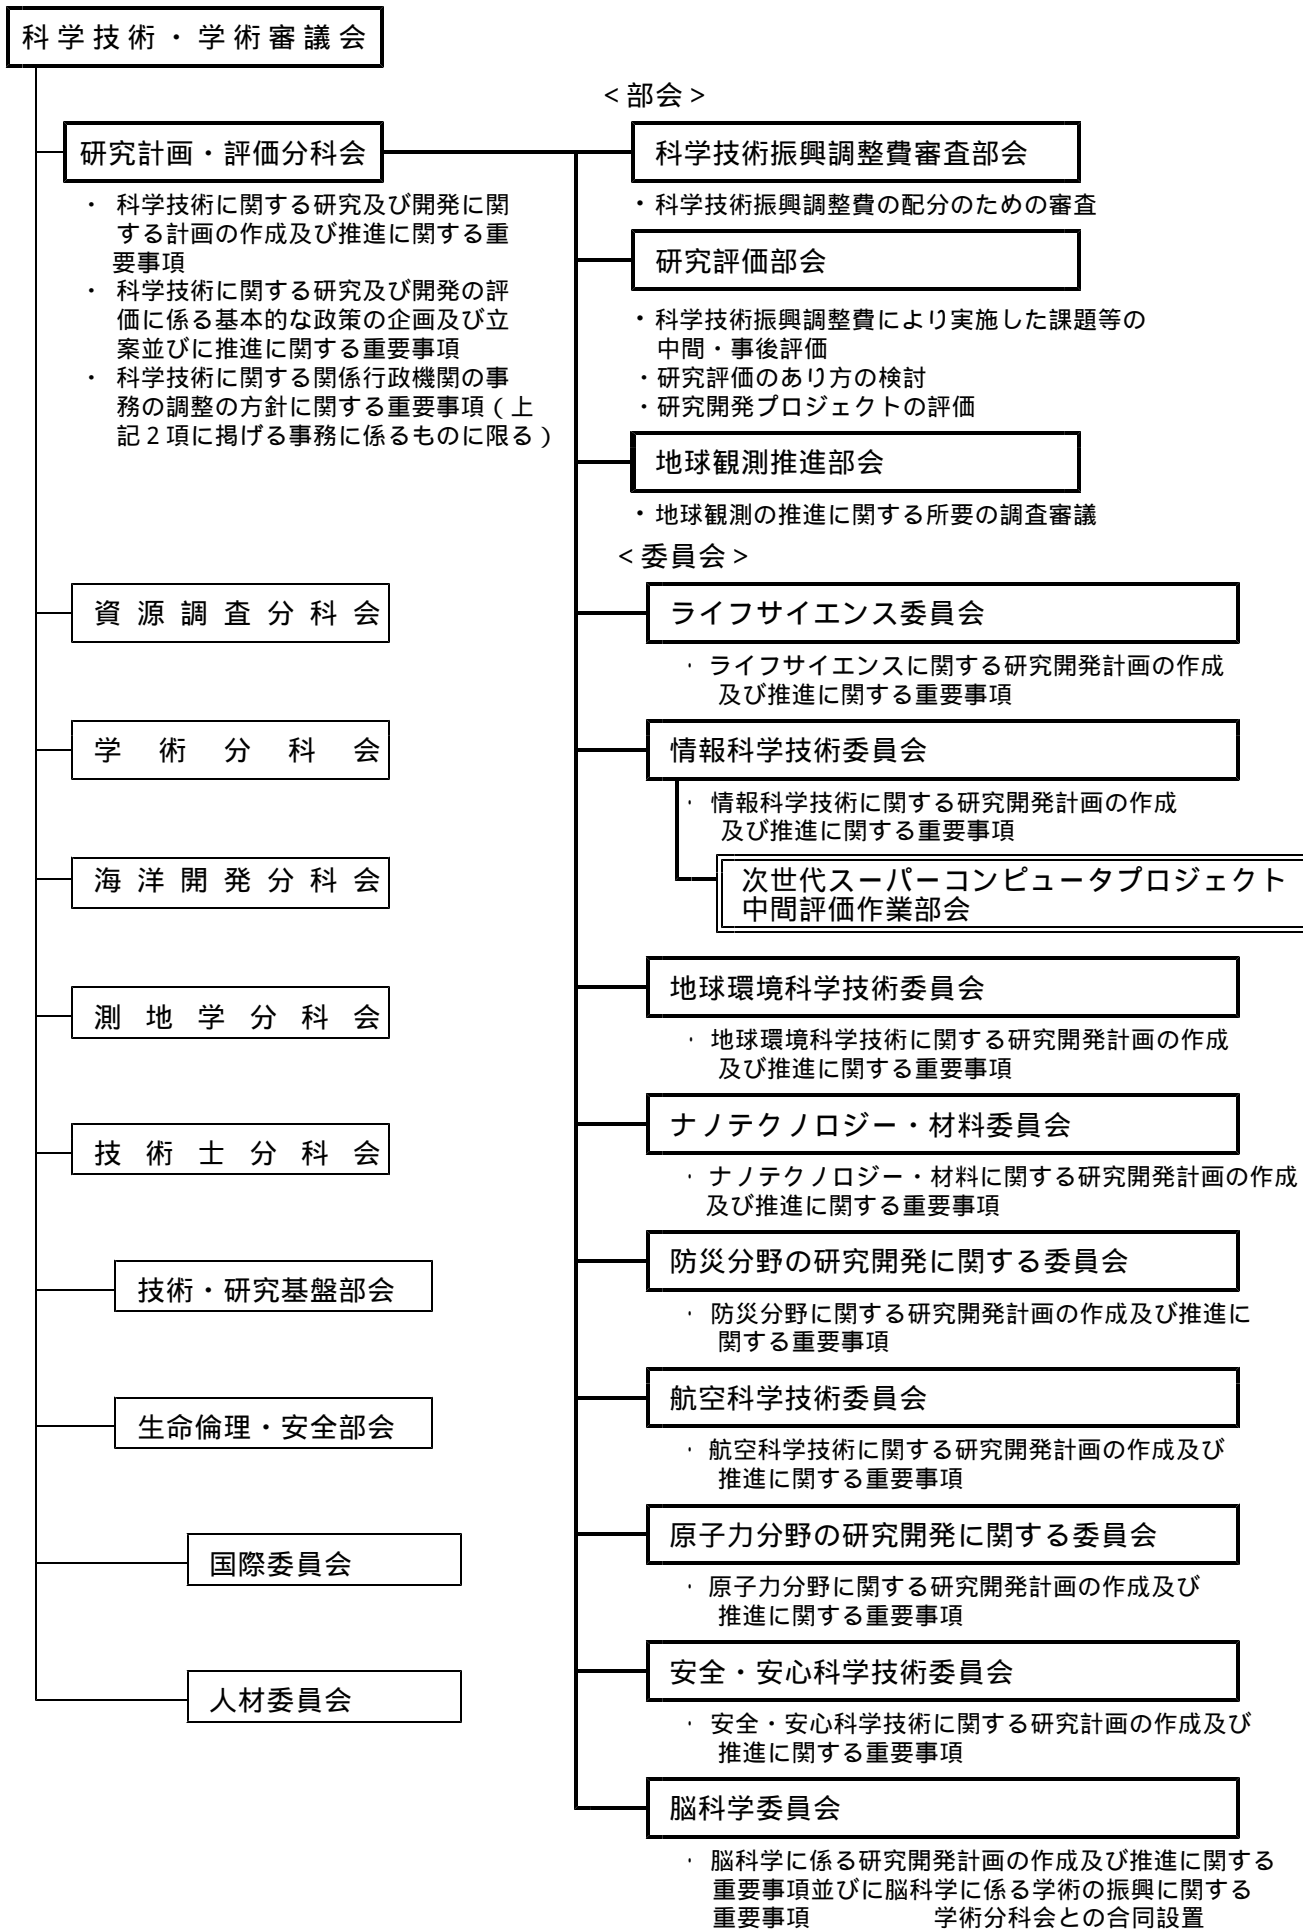 科学技術・学術審議会
<部会>
研究計画・評価分科会
・ 科学技術に関する研究及び開発に関
する計画の作成及び推進に関する重
要事項
・ 科学技術に関する研究及び開発の評
価に係る基本的な政策の企画及び立
案並びに推進に関する重要事項
・ 科学技術に関する関係行政機関の事
務の調整の方針に関する重要事項（上
記２項に掲げる事務に係るものに限る）
科学技術振興調整費審査部会
・科学技術振興調整費の配分のための審査
研究評価部会
・科学技術振興調整費により実施した課題等の
中間・事後評価
・研究評価のあり方の検討
・研究開発プロジェクトの評価
地球観測推進部会
・地球観測の推進に関する所要の調査審議
<委員会>
資源調査分科会
学術分科会
海洋開発分科会
測地学分科会
技術士分科会
技術・研究基盤部会
生命倫理・安全部会
国際委員会
人材委員会
ライフサイエンス委員会
・ ライフサイエンスに関する研究開発計画の作成
及び推進に関する重要事項
情報科学技術委員会
・ 情報科学技術に関する研究開発計画の作成
及び推進に関する重要事項
次世代スーパーコンピュータプロジェクト
中間評価作業部会
地球環境科学技術委員会
・ 地球環境科学技術に関する研究開発計画の作成
及び推進に関する重要事項
ナノテクノロジー・材料委員会
・ ナノテクノロジー・材料に関する研究開発計画の作成
及び推進に関する重要事項
防災分野の研究開発に関する委員会
・ 防災分野に関する研究開発計画の作成及び推進に
関する重要事項
航空科学技術委員会
・ 航空科学技術に関する研究開発計画の作成及び
推進に関する重要事項
原子力分野の研究開発に関する委員会
・ 原子力分野に関する研究開発計画の作成及び
推進に関する重要事項
安全・安心科学技術委員会
・ 安全・安心科学技術に関する研究計画の作成及び
推進に関する重要事項
脳科学委員会
・ 脳科学に係る研究開発計画の作成及び推進に関する
重要事項並びに脳科学に係る学術の振興に関する
重要事項 学術分科会との合同設置